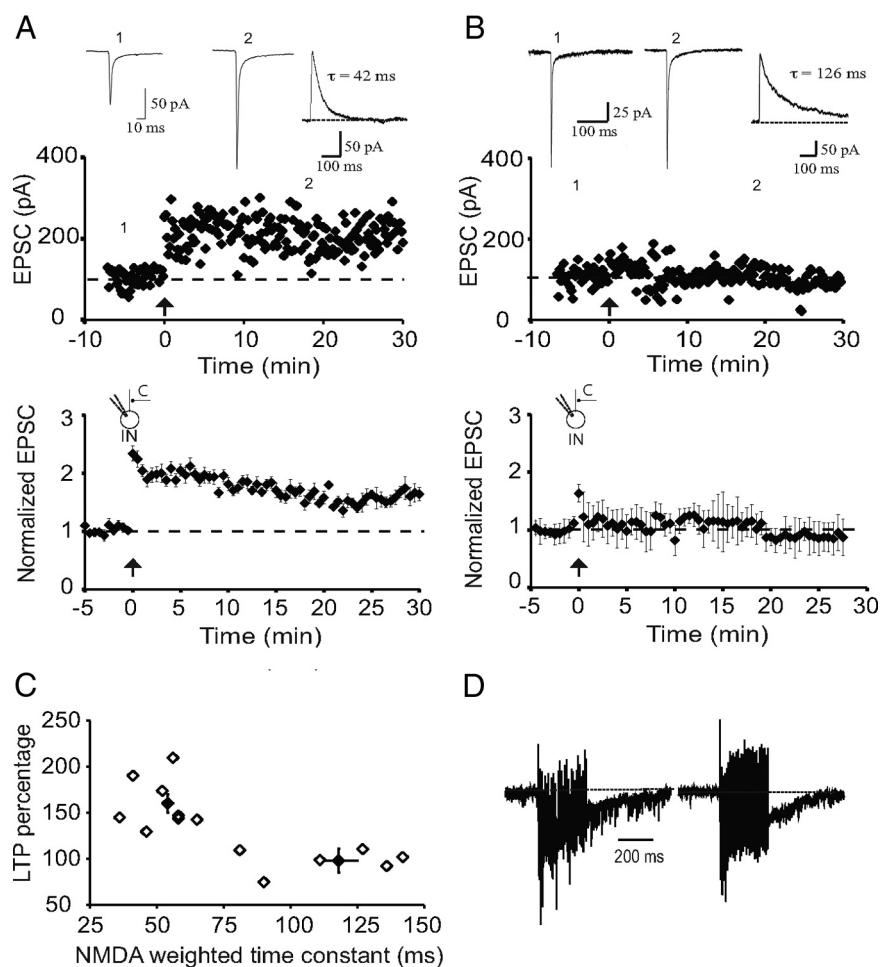 A
B
1
2
τ = 42 ms
50 pA
10 ms
50 pA
100 ms
1
2
τ = 126 ms
25 pA
100 ms
50 pA
100 ms
EPSC (pA)
400
200
0
1
2
-10
0
10
20
30
Time (min)
EPSC (pA)
400
200
0
1
2
-10
0
10
20
30
Time (min)
Normalized EPSC
3
2
1
0
C
IN
-5
0
5
10
15
20
25
30
Time (min)
Normalized EPSC
3
2
1
0
C
IN
-5
0
5
10
15
20
25
30
Time (min)
C
LTP percentage
250
200
150
100
50
25
50
75
100
125
150
NMDA weighted time constant (ms)
D
200 ms